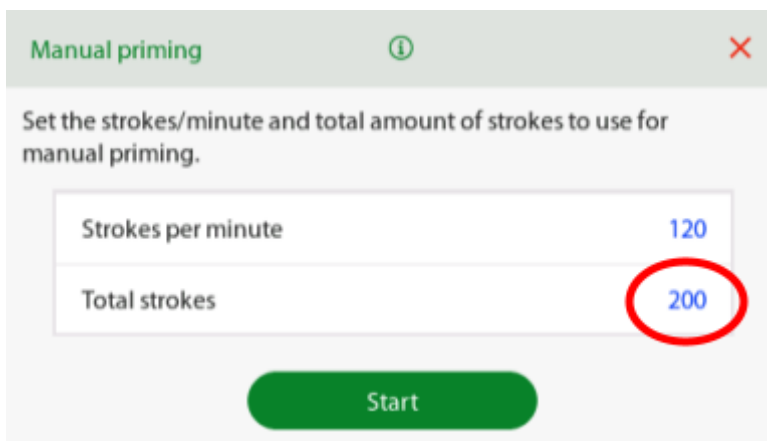 Manual priming
Set the strokes/minute and total amount of strokes to use for
manual priming.
Strokes per minute 120
Total strokes 200
Start